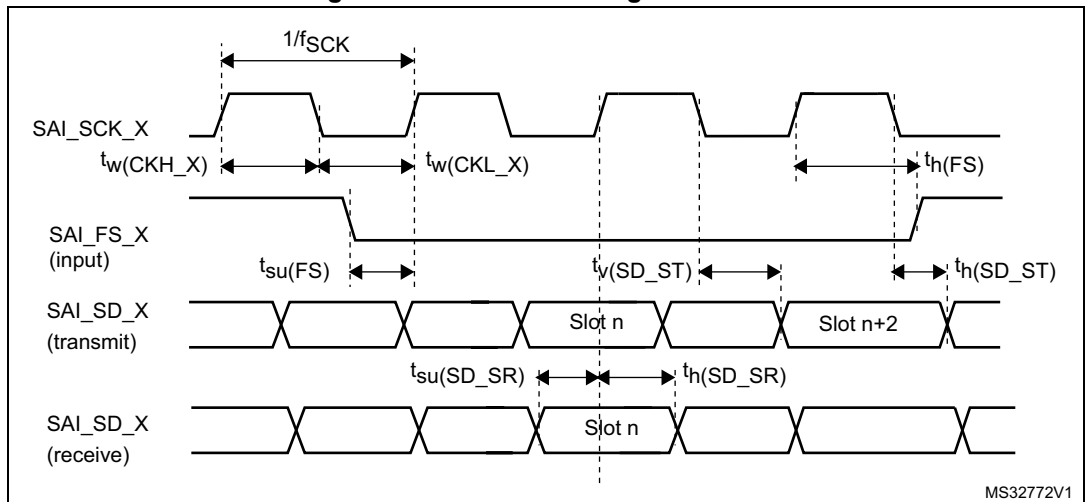 1/fSCK
SAI_SCK_X
tw(CKH_X)
tw(CKL_X)
th(FS)
SAI_FS_X
(input)
tsu(FS)
tv(SD_ST)
th(SD_ST)
SAI_SD_X
(transmit)
Slot n
Slot n+2
tsu(SD_SR)
th(SD_SR)
SAI_SD_X
(receive)
Slot n
MS32772V1